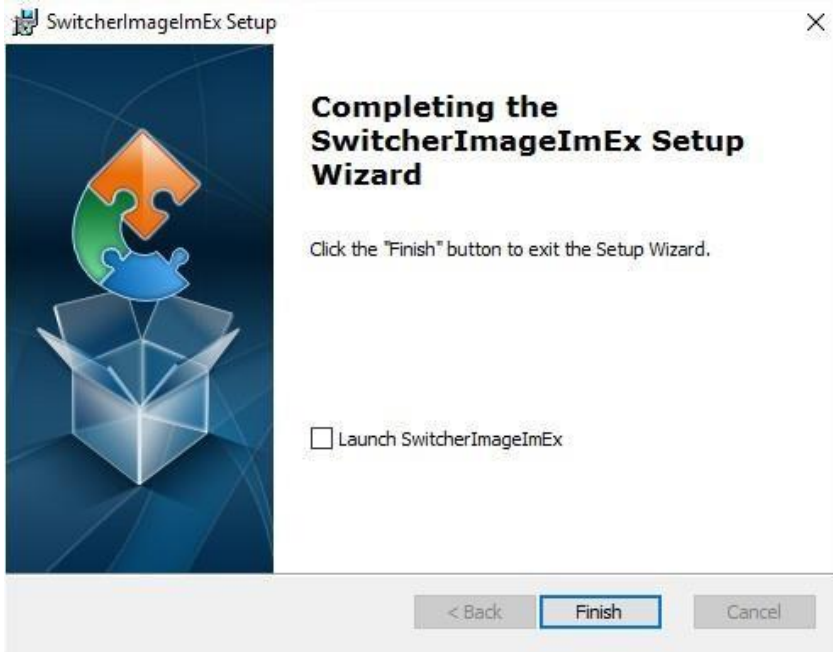 SwitcherImageImEx Setup
Completing the
SwitcherImageImEx Setup
Wizard
Click the "Finish" button to exit the Setup Wizard.
Launch SwitcherImageImEx
< Back
Finish
Cancel